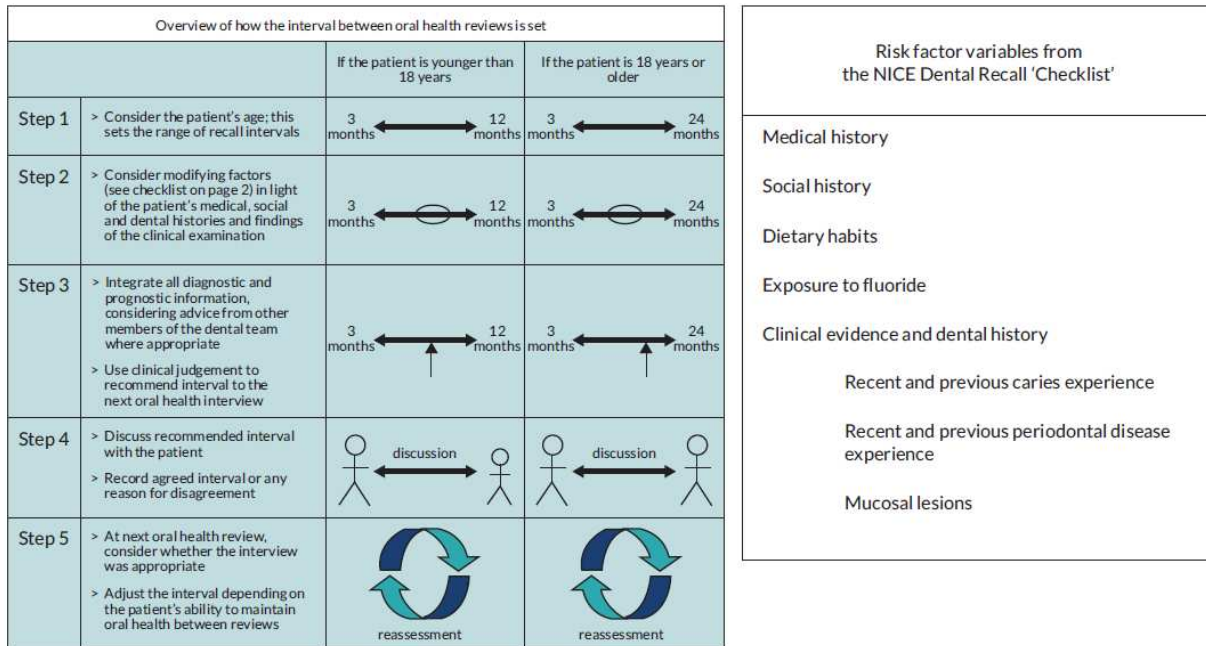 Overview of how the interval between oral health reviews is set
If the patient is younger than
18 years
If the patient is 18 years or
older
Step 1
> Consider the patient's age; this
sets the range of recall intervals
3
months
12
months
3
months
24
months
Step 2
> Consider modifying factors
(see checklist on page 2) in light
of the patient's medical, social
and dental histories and findings
of the clinical examination
3
months
12
months
3
months
24
months
Step 3
> Integrate all diagnostic and
prognostic information,
considering advice from other
members of the dental team
where appropriate
> Use clinical judgement to
recommend interval to the
next oral health interview
3
months
12
months
3
months
24
months
Step 4
> Discuss recommended interval
with the patient
> Record agreed interval or any
reason for disagreement
discussion
discussion
Step 5
> At next oral health review,
consider whether the interview
was appropriate
> Adjust the interval depending on
the patient's ability to maintain
oral health between reviews
reassessment
reassessment
Risk factor variables from
the NICE Dental Recall 'Checklist'
Medical history
Social history
Dietary habits
Exposure to fluoride
Clinical evidence and dental history
Recent and previous caries experience
Recent and previous periodontal disease
experience
Mucosal lesions